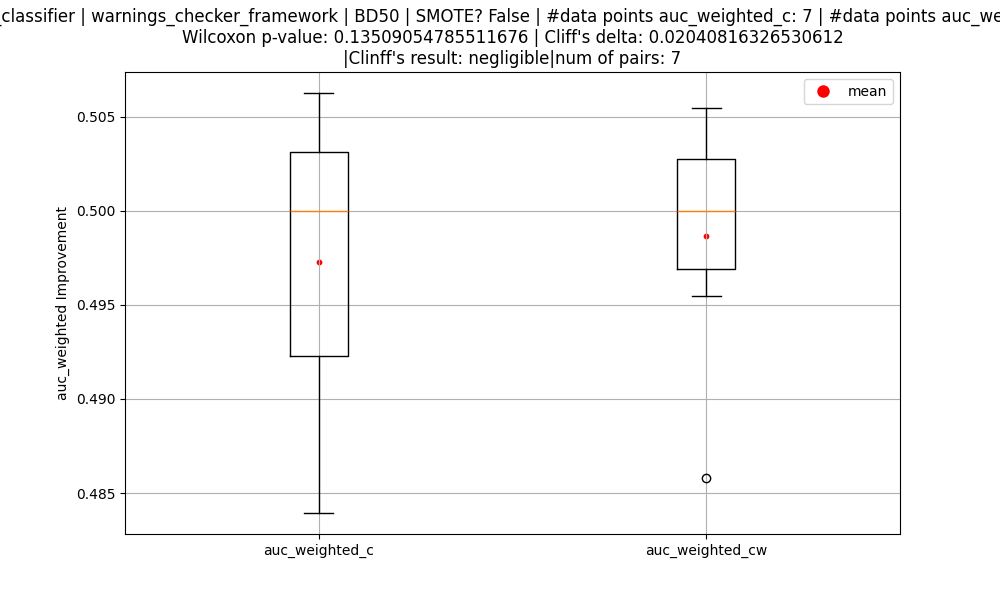 _classifier | warnings_checker_framework | BD50 | SMOTE? False | #data points auc_weighted_c: 7 | #data points auc_we
Wilcoxon p-value: 0.13509054785511676 | Cliff's delta: 0.02040816326530612
|Clinff's result: negligible|num of pairs: 7
mean
0.505
0.500
0.495
0.490
0.485
auc_weighted Improvement
auc_weighted_c
auc_weighted_cw